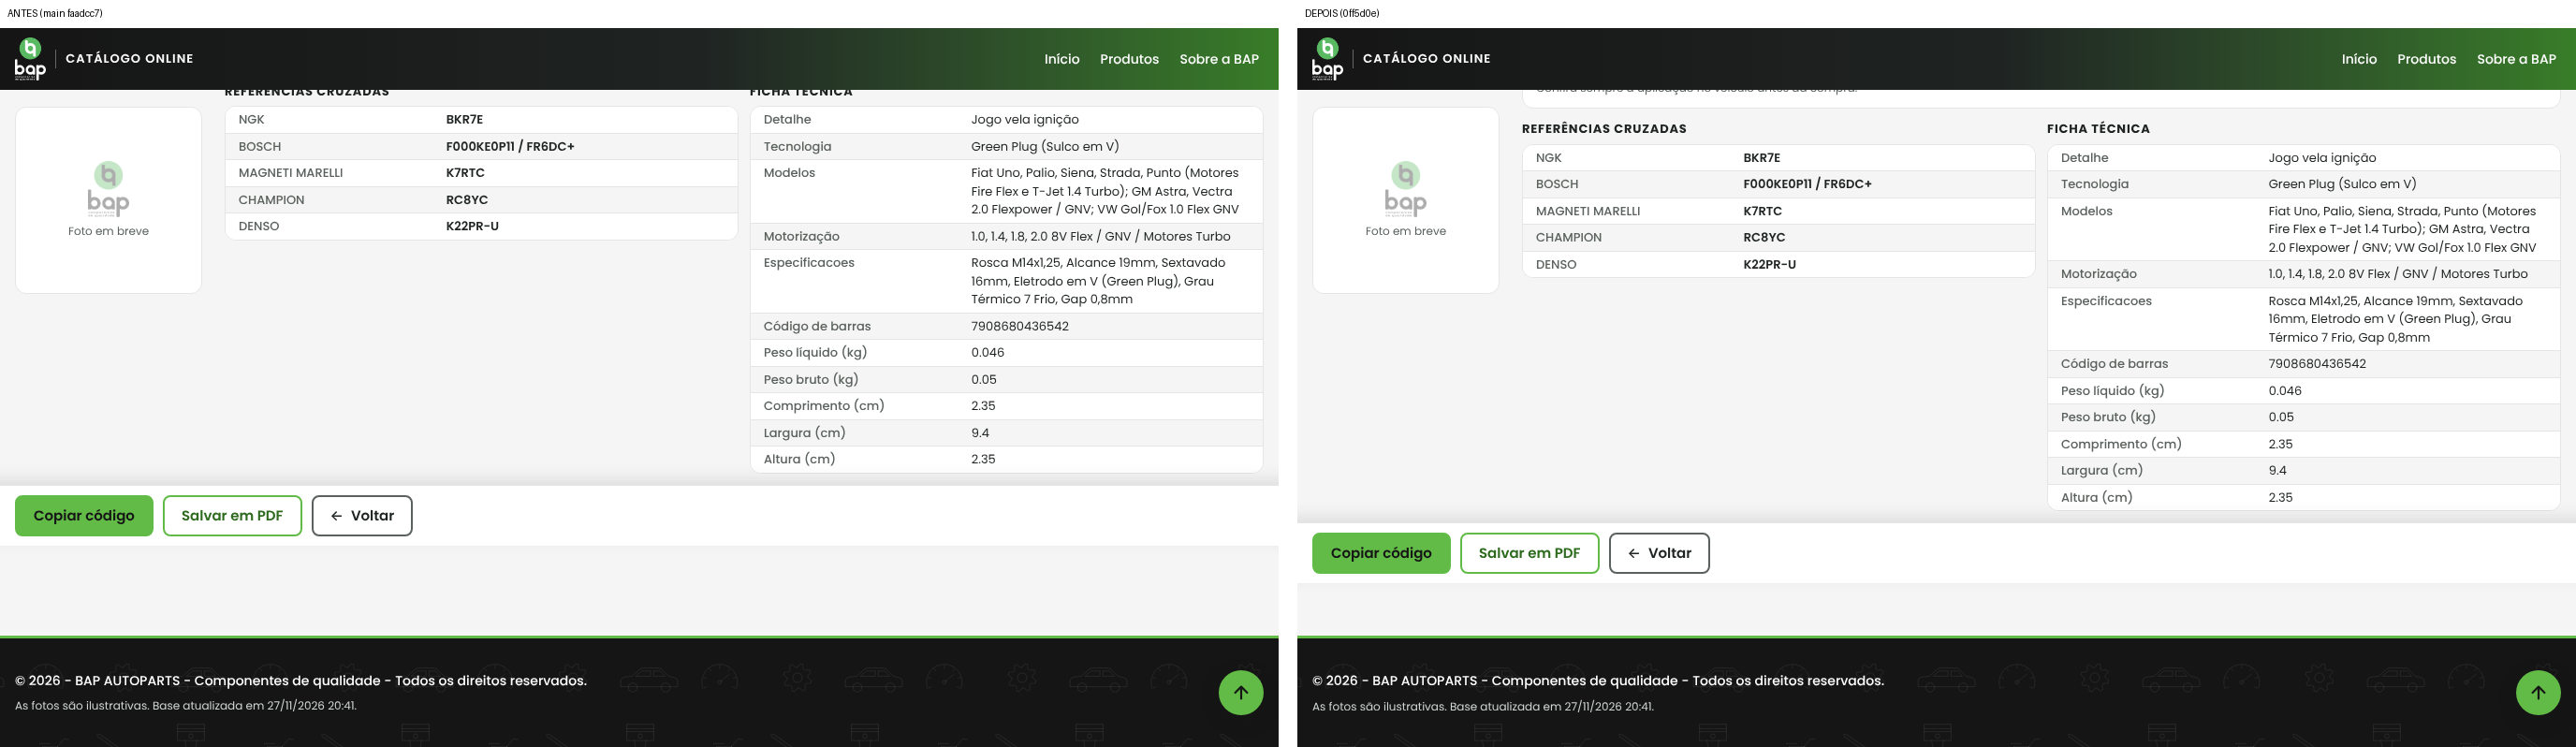 ANTES (main faadcc7)
bap
CATÁLOGO ONLINE
Início
Produtos
Sobre a BAP
REFERÊNCIAS CRUZADAS
NGK BKR7E
BOSCH F000KE0P11 / FR6DC+
MAGNETI MARELLI K7RTC
CHAMPION RC8YC
DENSO K22PR-U
bap
Foto em breve
FICHA TÉCNICA
Detalhe Jogo vela ignição
Tecnologia Green Plug (Sulco em V)
Modelos Fiat Uno, Palio, Siena, Strada, Punto (Motores
Fire Flex e T-Jet 1.4 Turbo); GM Astra, Vectra
2.0 Flexpower / GNV; VW Gol/Fox 1.0 Flex GNV
Motorização 1.0, 1.4, 1.8, 2.0 8V Flex / GNV / Motores Turbo
Especificacoes Rosca M14x1,25, Alcance 19mm, Sextavado
16mm, Eletrodo em V (Green Plug), Grau
Térmico 7 Frio, Gap 0,8mm
Código de barras 7908680436542
Peso líquido (kg) 0.046
Peso bruto (kg) 0.05
Comprimento (cm) 2.35
Largura (cm) 9.4
Altura (cm) 2.35
Copiar código
Salvar em PDF
← Voltar
© 2026 - BAP AUTOPARTS - Componentes de qualidade - Todos os direitos reservados.
As fotos são ilustrativas. Base atualizada em 27/11/2026 20:41.
DEPOIS (0ff5d0e)
bap
CATÁLOGO ONLINE
Início
Produtos
Sobre a BAP
Confira sempre a aplicação no veículo antes da compra.
REFERÊNCIAS CRUZADAS
NGK BKR7E
BOSCH F000KE0P11 / FR6DC+
MAGNETI MARELLI K7RTC
CHAMPION RC8YC
DENSO K22PR-U
bap
Foto em breve
FICHA TÉCNICA
Detalhe Jogo vela ignição
Tecnologia Green Plug (Sulco em V)
Modelos Fiat Uno, Palio, Siena, Strada, Punto (Motores
Fire Flex e T-Jet 1.4 Turbo); GM Astra, Vectra
2.0 Flexpower / GNV; VW Gol/Fox 1.0 Flex GNV
Motorização 1.0, 1.4, 1.8, 2.0 8V Flex / GNV / Motores Turbo
Especificacoes Rosca M14x1,25, Alcance 19mm, Sextavado
16mm, Eletrodo em V (Green Plug), Grau
Térmico 7 Frio, Gap 0,8mm
Código de barras 7908680436542
Peso líquido (kg) 0.046
Peso bruto (kg) 0.05
Comprimento (cm) 2.35
Largura (cm) 9.4
Altura (cm) 2.35
Copiar código
Salvar em PDF
← Voltar
© 2026 - BAP AUTOPARTS - Componentes de qualidade - Todos os direitos reservados.
As fotos são ilustrativas. Base atualizada em 27/11/2026 20:41.